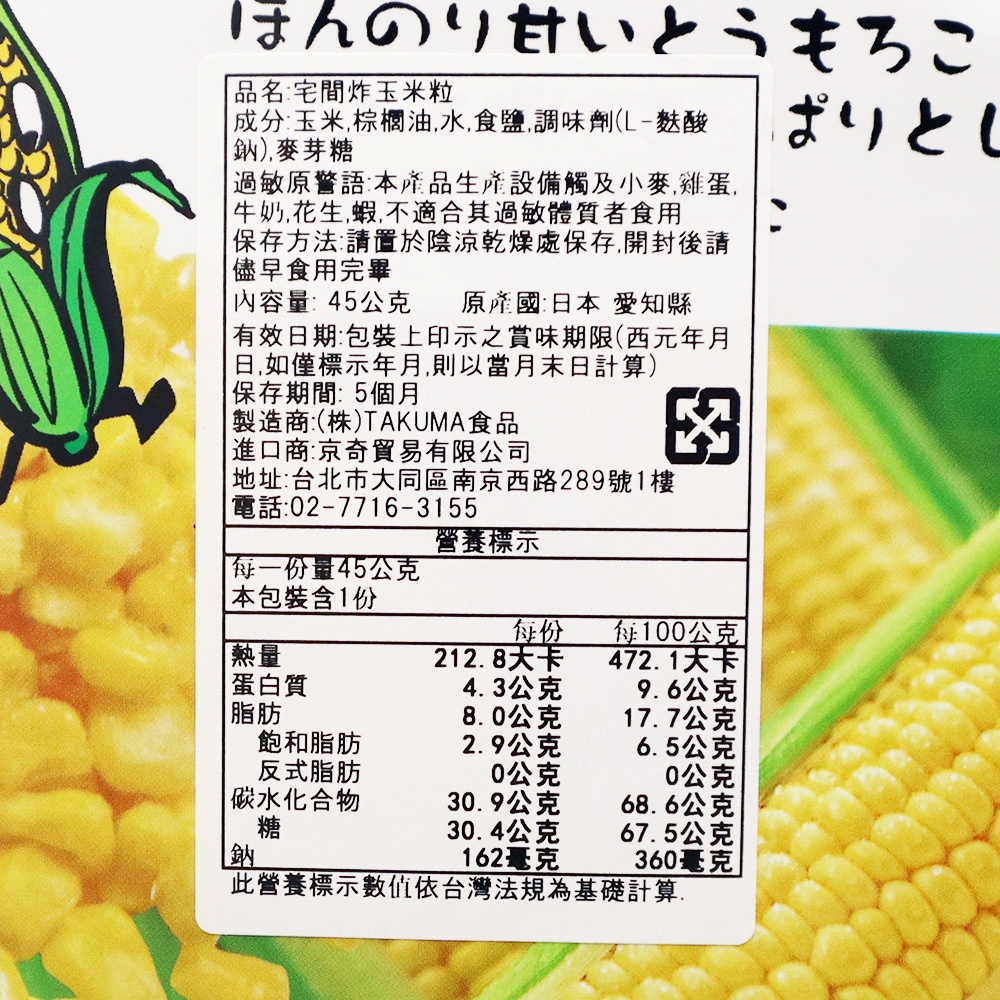 ほんのり甘いとうもろこ
ぱりとし
に
品名:宅間炸玉米粒
成分:玉米,棕櫚油,水,食鹽,調味劑(L-麩酸
鈉),麥芽糖
過敏原警語:本產品生產設備觸及小麥,雞蛋,
牛奶,花生,蝦,不適合其過敏體質者食用
保存方法:請置於陰涼乾燥處保存,開封後請
儘早食用完畢
內容量: 45公克 原產國:日本 愛知縣
有效日期:包裝上印示之賞味期限(西元年月
日,如僅標示年月,則以當月末日計算)
保存期間: 5個月
製造商:(株)TAKUMA食品
進口商:京奇貿易有限公司
地址:台北市大同區南京西路289號1樓
電話:02-7716-3155
營養標示
每一份量45公克
本包裝含1份
每份 每100公克
熱量 212.8大卡 472.1大卡
蛋白質 4.3公克 9.6公克
脂肪 8.0公克 17.7公克
飽和脂肪 2.9公克 6.5公克
反式脂肪 0公克 0公克
碳水化合物 30.9公克 68.6公克
糖 30.4公克 67.5公克
鈉 162毫克 360毫克
此營養標示數值依台灣法規為基礎計算.